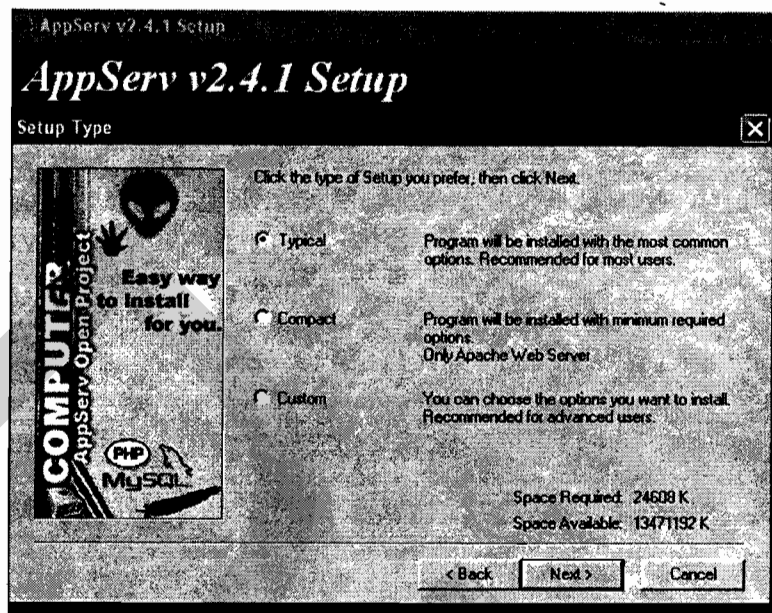 AppServ v2.4.1 Setup
AppServ v2.4.1 Setup
Setup Type
Click the type of Setup you prefer, then click Next.
Typical
Program will be installed with the most common
options. Recommended for most users.
Compact
Program will be installed with minimum required
options.
Only Apache Web Server
Custom
You can choose the options you want to install.
Recommended for advanced users.
COMPUTER
AppServ Open Project
Easy way
to Install
for you.
PHP
MySQL
Space Required: 24608 K
Space Available: 13471192 K
< Back
Next >
Cancel